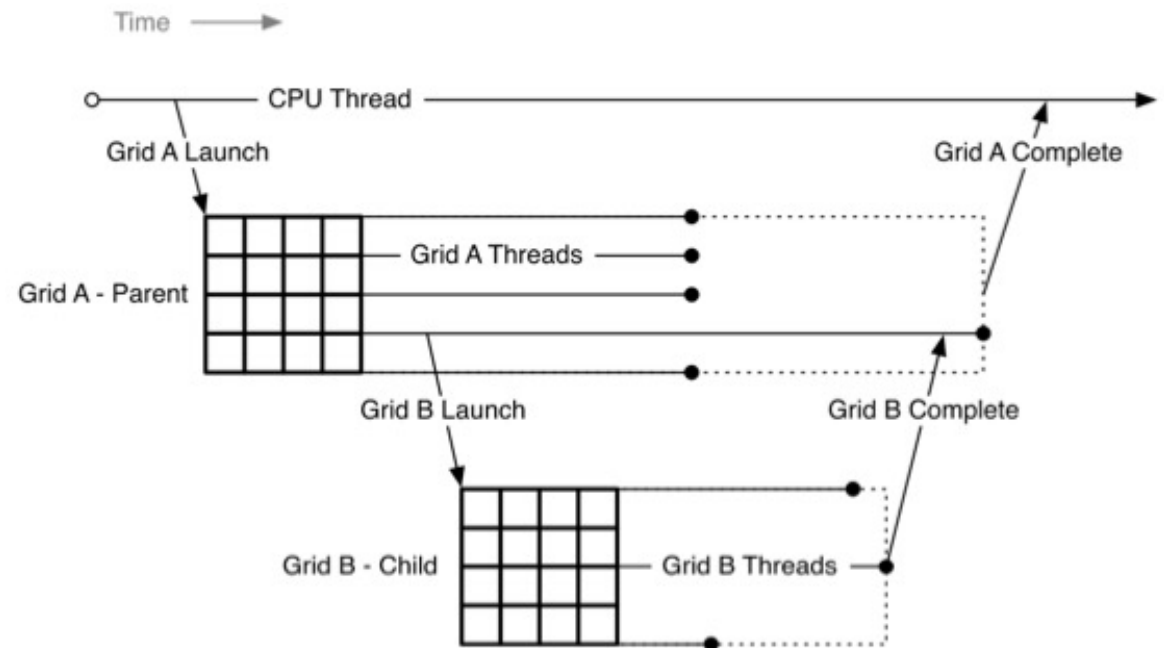 Time
CPU Thread
Grid A Launch
Grid A Complete
Grid A Threads
Grid A - Parent
Grid B Launch
Grid B Complete
Grid B - Child
Grid B Threads